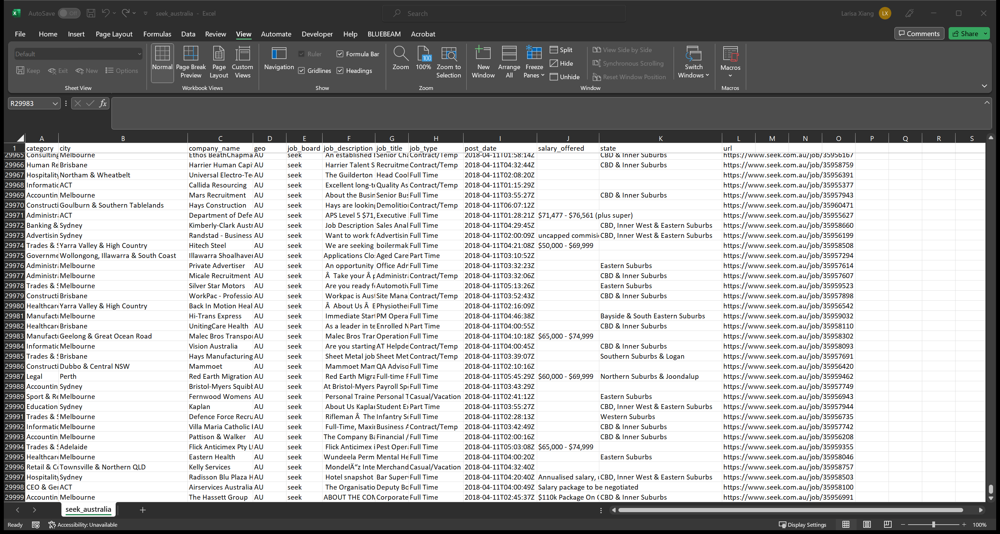 AutoSave Off seek_australia - Excel Search Larisa Xiang LX
File Home Insert Page Layout Formulas Data Review View Automate Developer Help BLUEBEAM Acrobat Comments Share
Default
Keep Exit New Options
Sheet View
Normal Page Break Preview Page Layout Custom Views
Workbook Views
Navigation Ruler Formula Bar
Gridlines Headings
Show
Zoom 100 100% Zoom to Selection
Zoom
New Window Arrange All Freeze Panes Split Hide Unhide
View Side by Side
Synchronous Scrolling
Reset Window Position
Switch Windows
Window
Macros
Macros
R29983 fx
A B C D E F G H I J K L M N O P Q R S
1 category city company_name geo job_board job_description job_title job_type post_date salary_offered state url
29965 Consulting Melbourne Ethos BeathChapma AU seek An established Senior Cha Contract/Temp 2018-04-11T01:58:14Z CBD & Inner Suburbs https://www.seek.com.au/job/35956167
29966 Human Re Brisbane Harrier Human Capi AU seek Harrier Talent S Recruitme Contract/Temp 2018-04-11T04:32:44Z CBD & Inner Suburbs https://www.seek.com.au/job/35958759
29967 Hospitality Northam & Wheatbelt Universal Electro-Te AU seek The Guilderton Head Cool Full Time 2018-04-11T02:08:20Z https://www.seek.com.au/job/35956391
29968 Informatic ACT Callida Resourcing AU seek Excellent long-te Quality As Contract/Temp 2018-04-11T01:15:29Z https://www.seek.com.au/job/35955377
29969 Accountin Melbourne Mars Recruitment AU seek About the Busin Senior Bus Full Time 2018-04-11T03:55:27Z CBD & Inner Suburbs https://www.seek.com.au/job/35957943
29970 Constructi Goulburn & Southern Tablelands Hays Construction AU seek Hays are looking Demolition Contract/Temp 2018-04-11T06:07:12Z https://www.seek.com.au/job/35960471
29971 Administra ACT Department of Defe AU seek APS Level 5 $71, Executive Full Time 2018-04-11T01:28:21Z $71,477 - $76,561 (plus super) https://www.seek.com.au/job/35955627
29972 Banking & Sydney Kimberly-Clark Austr AU seek Job Description Sales Anal Full Time 2018-04-11T04:29:45Z CBD, Inner West & Eastern Suburbs https://www.seek.com.au/job/35958660
29973 Advertisin Sydney Randstad - Business AU seek Want to work fo Advertisin Full Time 2018-04-11T02:00:09Z uncapped commisi CBD, Inner West & Eastern Suburbs https://www.seek.com.au/job/35956199
29974 Trades & S Yarra Valley & High Country Hitech Steel AU seek We are seeking boilermak Full Time 2018-04-11T04:21:08Z $50,000 - $69,999 https://www.seek.com.au/job/35958508
29975 Governme Wollongong, Illawarra & South Coast Illawarra Shoalhaven AU seek Applications Clo Aged Care Part Time 2018-04-11T03:10:52Z https://www.seek.com.au/job/35957294
29976 Administra Melbourne Private Advertiser AU seek An opportunity Office Adm Full Time 2018-04-11T03:32:23Z Eastern Suburbs https://www.seek.com.au/job/35957614
29977 Administra Melbourne Micale Recruitment AU seek Â Take your Â p Administra Contract/Temp 2018-04-11T03:32:06Z CBD & Inner Suburbs https://www.seek.com.au/job/35957607
29978 Trades & S Melbourne Silver Star Motors AU seek Are you ready fo Automotiv Full Time 2018-04-11T05:13:26Z Eastern Suburbs https://www.seek.com.au/job/35959523
29979 Constructi Brisbane WorkPac - Professio AU seek Workpac is Aust Site Mana Contract/Temp 2018-04-11T03:52:43Z CBD & Inner Suburbs https://www.seek.com.au/job/35957898
29980 Healthcare Yarra Valley & High Country Back In Motion Heal AU seek Â About Us Â E Physiother Full Time 2018-04-11T02:16:09Z https://www.seek.com.au/job/35956542
29981 Manufactu Melbourne Hi-Trans Express AU seek Immediate Start PM Opera Full Time 2018-04-11T04:46:38Z Bayside & South Eastern Suburbs https://www.seek.com.au/job/35959032
29982 Healthcare Brisbane UnitingCare Health AU seek As a leader in te Enrolled N Part Time 2018-04-11T04:00:55Z CBD & Inner Suburbs https://www.seek.com.au/job/35958110
29983 Manufactu Geelong & Great Ocean Road Malec Bros Transpo AU seek Malec Bros Tran Operation Full Time 2018-04-11T04:10:18Z $65,000 - $74,999 https://www.seek.com.au/job/35958302
29984 Informatic Melbourne Vision Australia AU seek Are you starting AT Helpde Contract/Temp 2018-04-11T04:00:45Z CBD & Inner Suburbs https://www.seek.com.au/job/35958093
29985 Trades & S Brisbane Hays Manufacturing AU seek Sheet Metal job Sheet Met Contract/Temp 2018-04-11T03:39:07Z Southern Suburbs & Logan https://www.seek.com.au/job/35957691
29986 Constructi Dubbo & Central NSW Mammoet AU seek Mammoet Mam QA Adviso Full Time 2018-04-11T02:10:16Z https://www.seek.com.au/job/35956420
29987 Legal Perth Red Earth Migration AU seek Red Earth Migra Full-time F Full Time 2018-04-11T05:45:29Z $60,000 - $69,999 Northern Suburbs & Joondalup https://www.seek.com.au/job/35959462
29988 Accountin Sydney Bristol-Myers Squibb AU seek At Bristol-Myers Payroll Spe Full Time 2018-04-11T03:43:29Z https://www.seek.com.au/job/35957749
29989 Sport & Re Melbourne Fernwood Womens AU seek Personal Traine Personal T Casual/Vacation 2018-04-11T02:41:12Z Eastern Suburbs https://www.seek.com.au/job/35956943
29990 Education Sydney Kaplan AU seek About Us Kaplan Student Ex Part Time 2018-04-11T03:55:27Z CBD, Inner West & Eastern Suburbs https://www.seek.com.au/job/35957944
29991 Trades & S Melbourne Defence Force Recru AU seek Rifleman Â The Infantry So Full Time 2018-04-11T02:28:13Z Western Suburbs https://www.seek.com.au/job/35956735
29992 Informatic Melbourne Villa Maria Catholic AU seek Full-Time, Maxi Business A Contract/Temp 2018-04-11T03:42:49Z CBD & Inner Suburbs https://www.seek.com.au/job/35957742
29993 Accountin Melbourne Pattison & Walker AU seek The Company Ba Financial Full Time 2018-04-11T02:00:16Z CBD & Inner Suburbs https://www.seek.com.au/job/35956208
29994 Trades & S Adelaide Flick Anticimex Pty Lt AU seek Flick Anticimex i Pest Opera Full Time 2018-04-11T05:03:08Z $65,000 - $74,999 https://www.seek.com.au/job/35959355
29995 Healthcare Melbourne Eastern Health AU seek Wundeela Perm Mental He Full Time 2018-04-11T04:00:20Z Eastern Suburbs https://www.seek.com.au/job/35958046
29996 Retail & Co Townsville & Northern QLD Kelly Services AU seek MondelÄ“z Inte Merchand Casual/Vacation 2018-04-11T04:32:40Z https://www.seek.com.au/job/35958757
29997 Hospitality Sydney Radisson Blu Plaza H AU seek Hotel snapshot Bar Superv Full Time 2018-04-11T04:20:40Z Annualised salary, CBD, Inner West & Eastern Suburbs https://www.seek.com.au/job/35958503
29998 CEO & Gen ACT Airservices Australia AU seek The Organisatio Deputy Bo Full Time 2018-04-11T04:00:49Z Salary package to be negotiated https://www.seek.com.au/job/35958100
29999 Accountin Melbourne The Hassett Group AU seek ABOUT THE COM Corporate Full Time 2018-04-11T02:45:37Z $110k Package On CBD & Inner Suburbs https://www.seek.com.au/job/35956991
seek_australia
Ready Accessibility: Unavailable Display Settings 100%